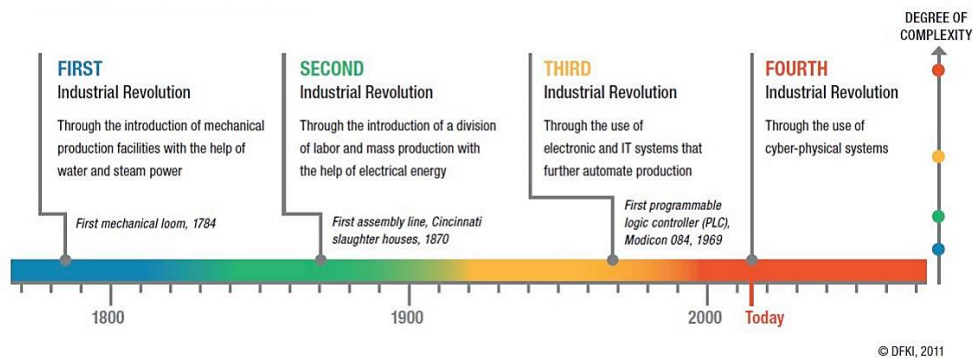 DEGREE OF
COMPLEXITY
FIRST
Industrial Revolution
Through the introduction of mechanical
production facilities with the help of
water and steam power
First mechanical loom, 1784
SECOND
Industrial Revolution
Through the introduction of a division
of labor and mass production with
the help of electrical energy
First assembly line, Cincinnati
slaughter houses, 1870
THIRD
Industrial Revolution
Through the use of
electronic and IT systems that
further automate production
First programmable
logic controller (PLC),
Modicon 084, 1969
FOURTH
Industrial Revolution
Through the use of
cyber-physical systems
1800
1900
2000
Today
© DFKI, 2011